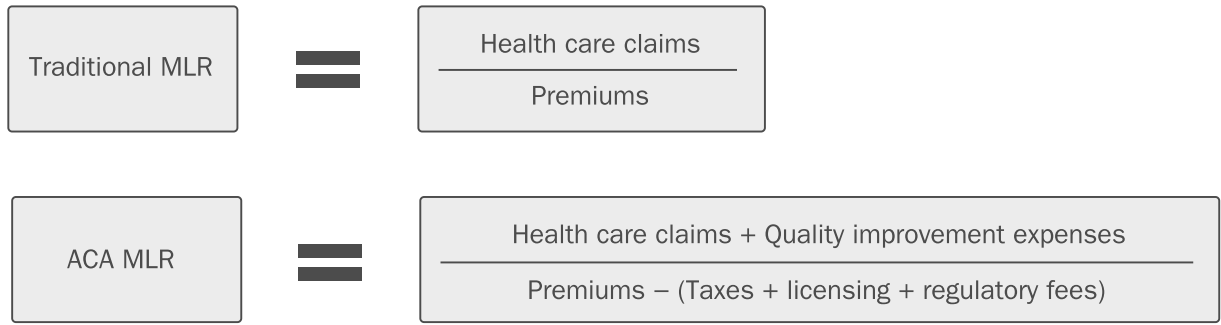 Traditional MLR
Health care claims
Premiums
ACA MLR
Health care claims + Quality improvement expenses
Premiums – (Taxes + licensing + regulatory fees)